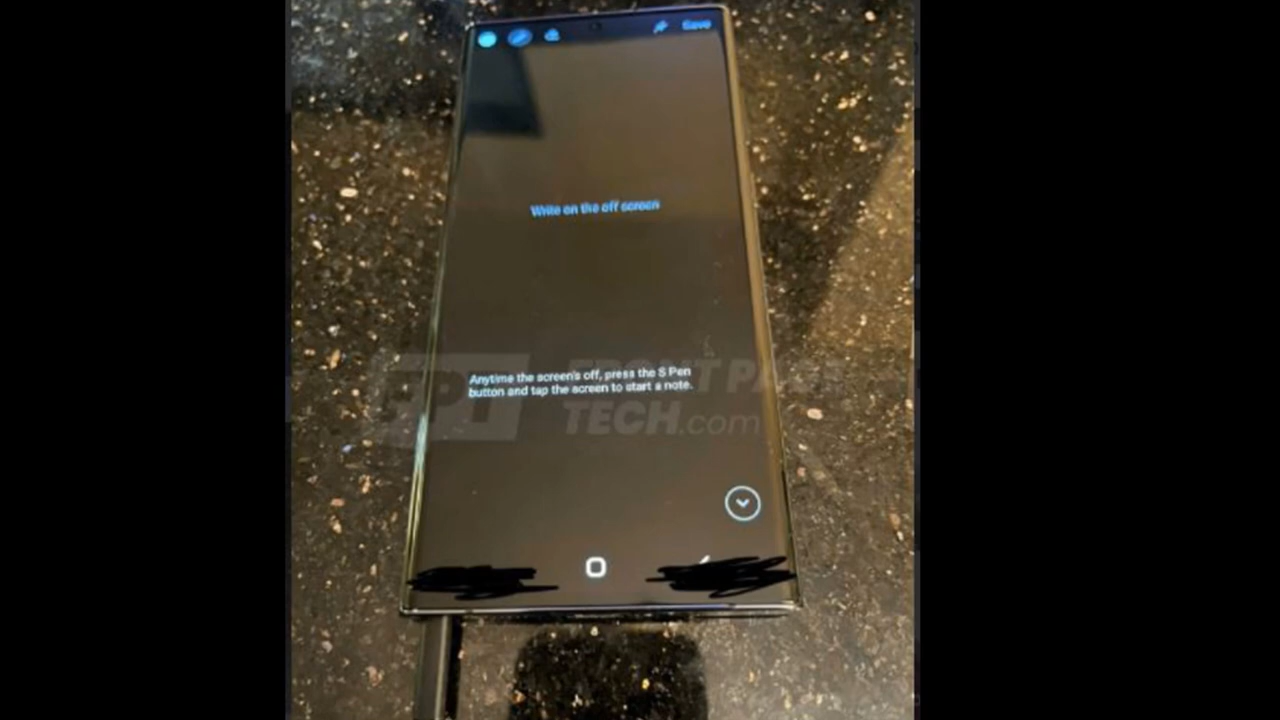 Save
Write on the off screen
Anytime the screen's off, press the S Pen
button and tap the screen to start a note.
FPT FRONT PAGE
TECH.com